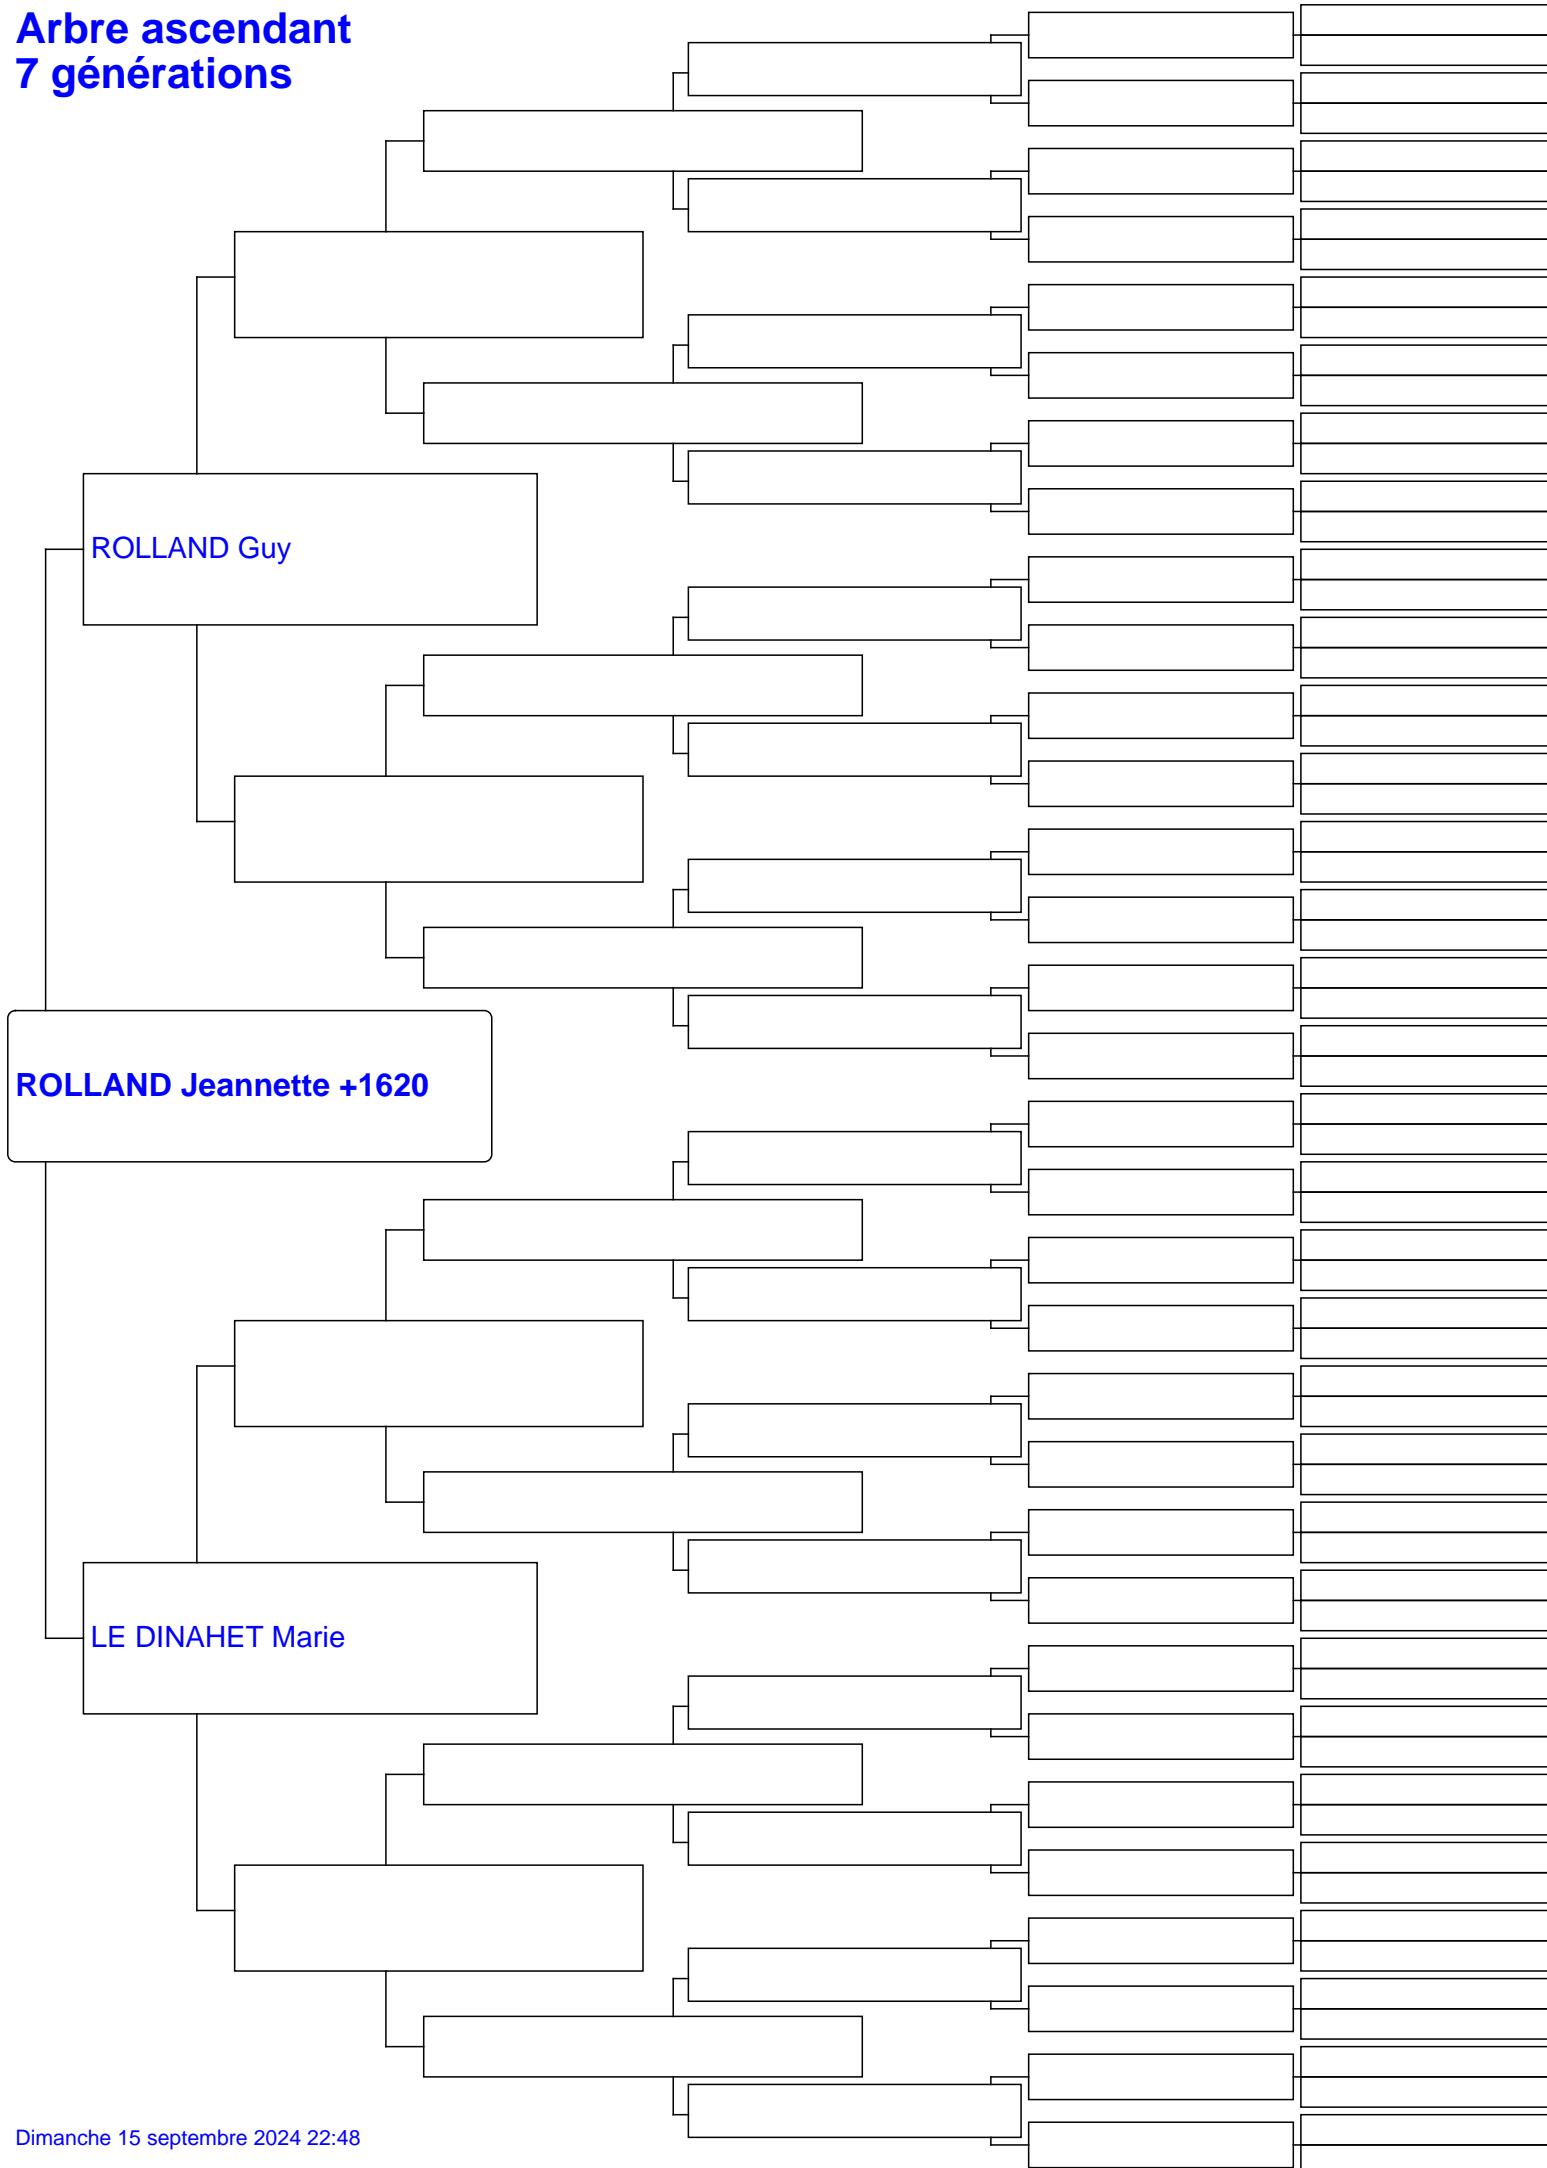 Arbre ascendant
7 générations
ROLLAND Guy
ROLLAND Jeannette +1620
LE DINAHET Marie
Dimanche 15 septembre 2024 22:48